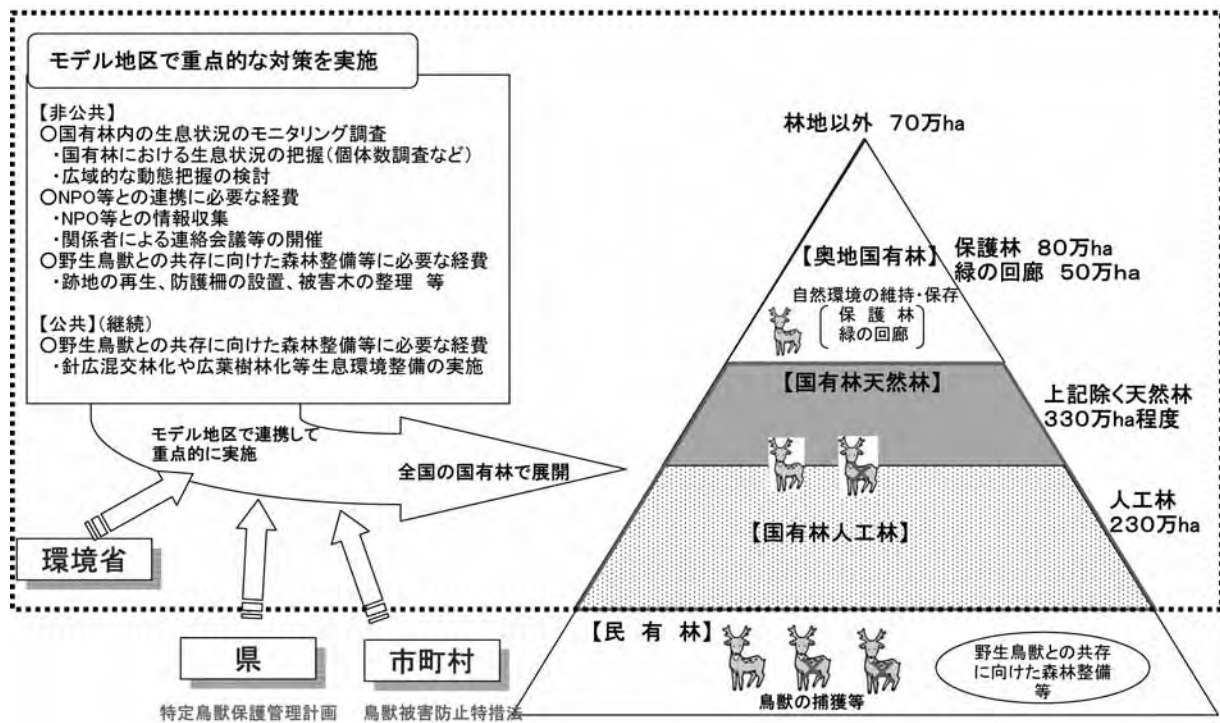 モデル地区で重点的な対策を実施
【非公共】
○国有林内の生息状況のモニタリング調査
・国有林における生息状況の把握(個体数調査など)
・広域的な動態把握の検討
○NPO等との連携に必要な経費
・NPO等との情報収集
・関係者による連絡会議等の開催
○野生鳥獣との共存に向けた森林整備等に必要な経費
・跡地の再生、防護柵の設置、被害木の整理 等
【公共】(継続)
○野生鳥獣との共存に向けた森林整備等に必要な経費
・針広混交林化や広葉樹林化等生息環境整備の実施
モデル地区で連携して
重点的に実施
全国の国有林で展開
環境省
県
特定鳥獣保護管理計画
市町村
鳥獣被害防止特措法
林地以外 70万ha
【奥地国有林】
自然環境の維持・保存
保護林
緑の回廊
保護林 80万ha
緑の回廊 50万ha
【国有林天然林】
上記除く天然林
330万ha程度
【国有林人工林】
人工林
230万ha
【民有林】
鳥獣の捕獲等
野生鳥獣との共存
に向けた森林整備
等